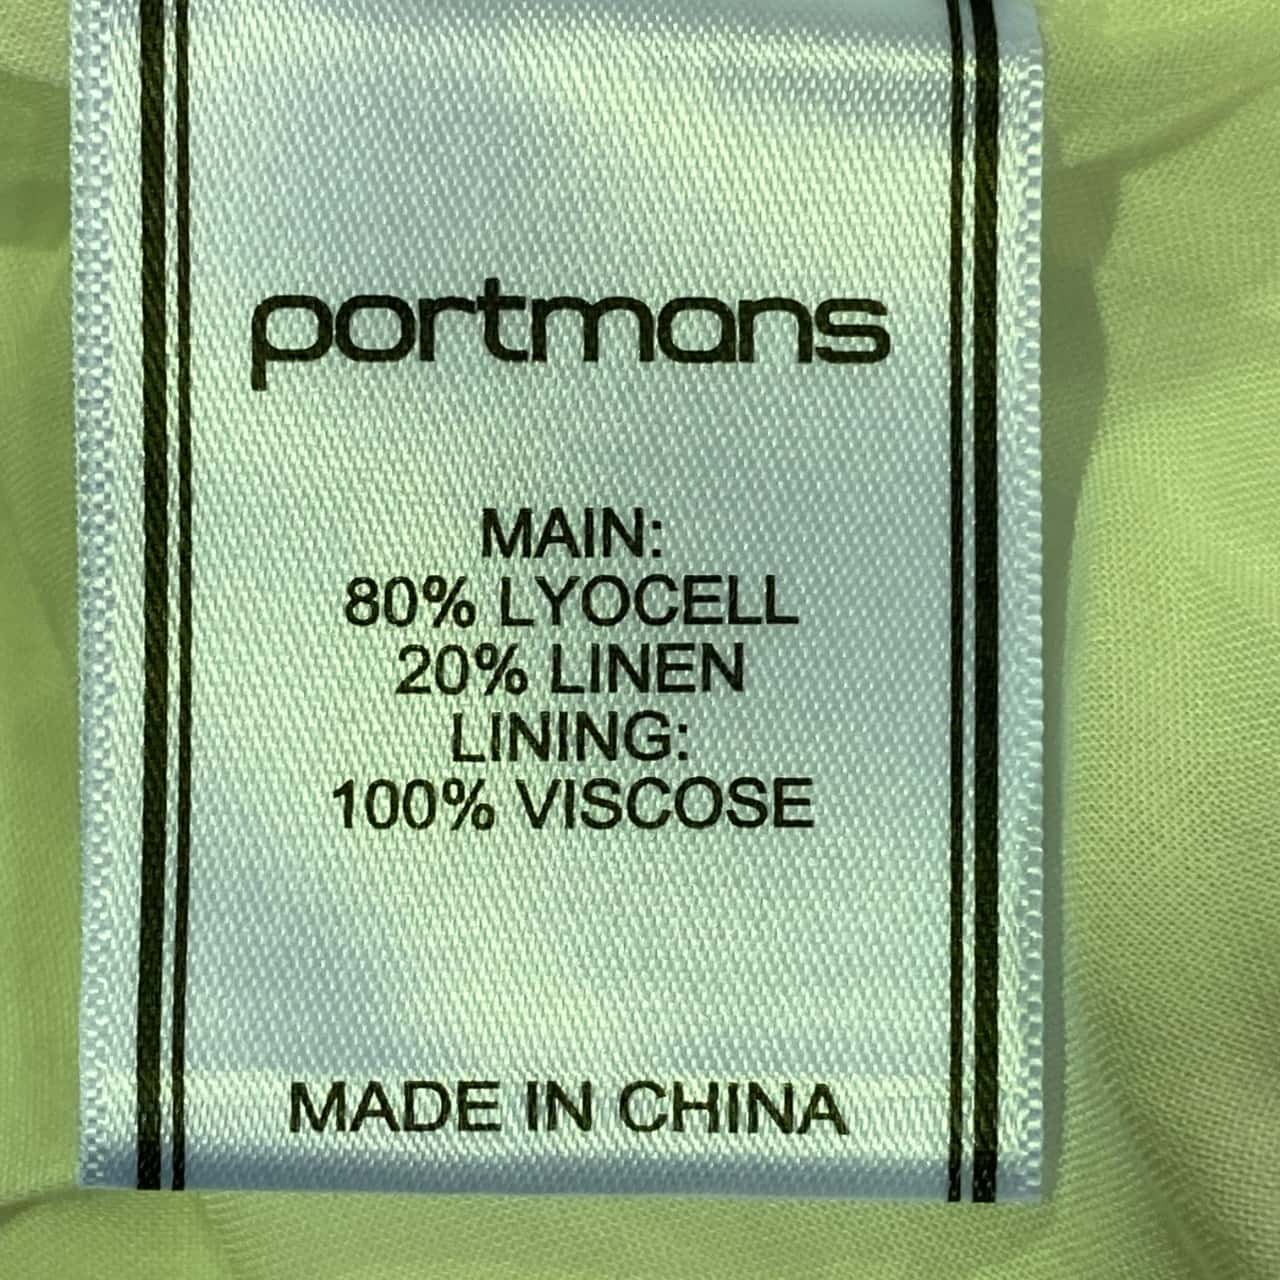 portmans
MAIN:
80% LYOCELL
20% LINEN
LINING:
100% VISCOSE
MADE IN CHINA